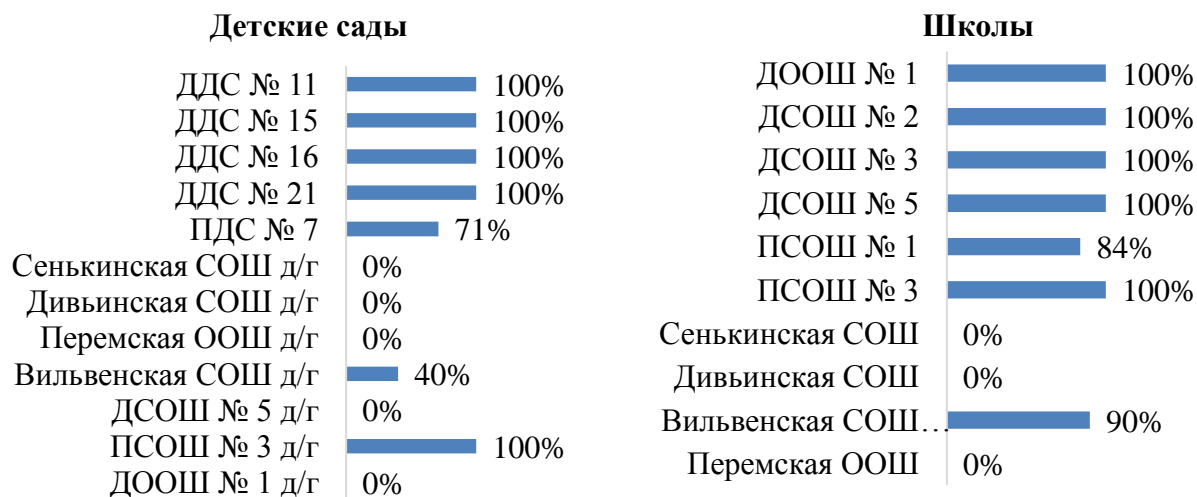 Детские сады
ДДС № 11 100%
ДДС № 15 100%
ДДС № 16 100%
ДДС № 21 100%
ПДС № 7 71%
Сенькинская СОШ д/г 0%
Дивьинская СОШ д/г 0%
Перемская ООШ д/г 0%
Вильвенская СОШ д/г 40%
ДСОШ № 5 д/г 0%
ПСОШ № 3 д/г 100%
ДООШ № 1 д/г 0%
Школы
ДООШ № 1 100%
ДСОШ № 2 100%
ДСОШ № 3 100%
ДСОШ № 5 100%
ПСОШ № 1 84%
ПСОШ № 3 100%
Сенькинская СОШ 0%
Дивьинская СОШ 0%
Вильвенская СОШ… 90%
Перемская ООШ 0%